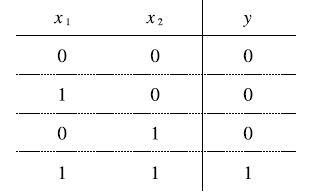 x₁ x₂ y
0 0 0
1 0 0
0 1 0
1 1 1